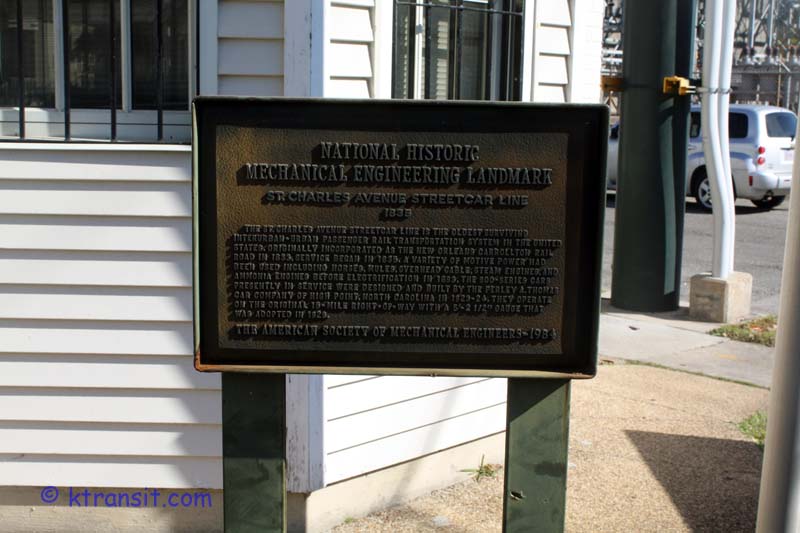 NATIONAL HISTORIC
MECHANICAL ENGINEERING LANDMARK
ST. CHARLES AVENUE STREETCAR LINE
1835
THE ST. CHARLES AVENUE STREETCAR LINE IS THE OLDEST SURVIVING
INTERURBAN-URBAN PASSENGER RAIL TRANSPORTATION SYSTEM IN THE UNITED
STATES. ORIGINALLY INCORPORATED AS THE NEW ORLEANS CARROLLTON RAIL
ROAD IN 1833, SERVICE BEGAN IN 1835. A VARIETY OF MOTIVE POWER HAD
BEEN USED INCLUDING HORSES, MULES, OVERHEAD CABLE, STEAM ENGINES, AND
AMMONIA ENGINES BEFORE ELECTRIFICATION IN 1893. THE 900-SERIES CARS
PRESENTLY IN SERVICE WERE DESIGNED AND BUILT BY THE PERLEY A. THOMAS
CAR COMPANY OF HIGH POINT, NORTH CAROLINA IN 1923-24. THEY OPERATE
ON THE ORIGINAL 13-MILE RIGHT-OF-WAY WITH A 5'-2 1/2" GAUGE THAT
WAS ADOPTED IN 1929.
THE AMERICAN SOCIETY OF MECHANICAL ENGINEERS-1984
© ktransit.com